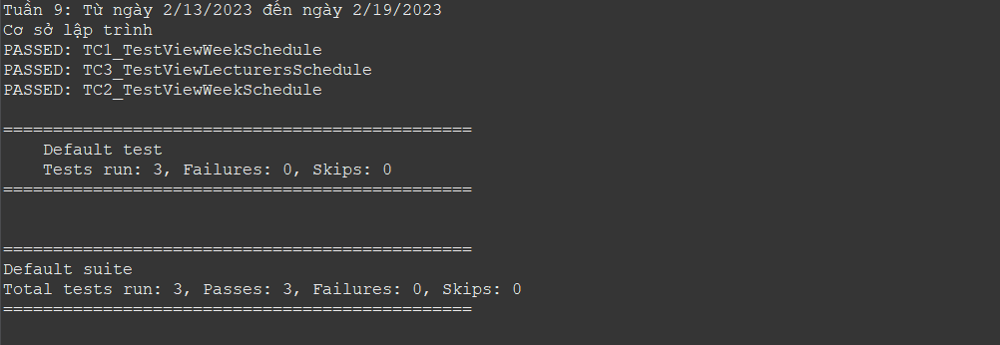 Tuần 9: Từ ngày 2/13/2023 đến ngày 2/19/2023
Cơ sở lập trình
PASSED: TC1_TestViewWeekSchedule
PASSED: TC3_TestViewLecturersSchedule
PASSED: TC2_TestViewWeekSchedule
===============================================
Default test
Tests run: 3, Failures: 0, Skips: 0
===============================================
===============================================
Default suite
Total tests run: 3, Passes: 3, Failures: 0, Skips: 0
===============================================